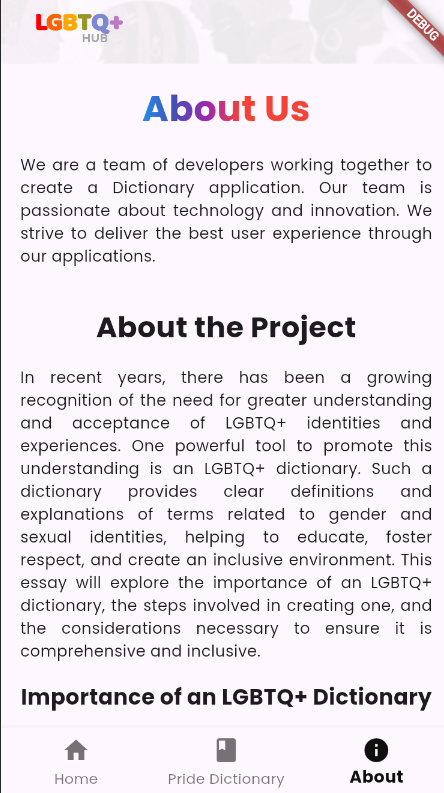 LGBTQ+
HUB
DEBUG
About Us
We are a team of developers working together to
create a Dictionary application. Our team is
passionate about technology and innovation. We
strive to deliver the best user experience through
our applications.
About the Project
In recent years, there has been a growing
recognition of the need for greater understanding
and acceptance of LGBTQ+ identities and
experiences. One powerful tool to promote this
understanding is an LGBTQ+ dictionary. Such a
dictionary provides clear definitions and
explanations of terms related to gender and
sexual identities, helping to educate, foster
respect, and create an inclusive environment. This
essay will explore the importance of an LGBTQ+
dictionary, the steps involved in creating one, and
the considerations necessary to ensure it is
comprehensive and inclusive.
Importance of an LGBTQ+ Dictionary
Home
Pride Dictionary
About